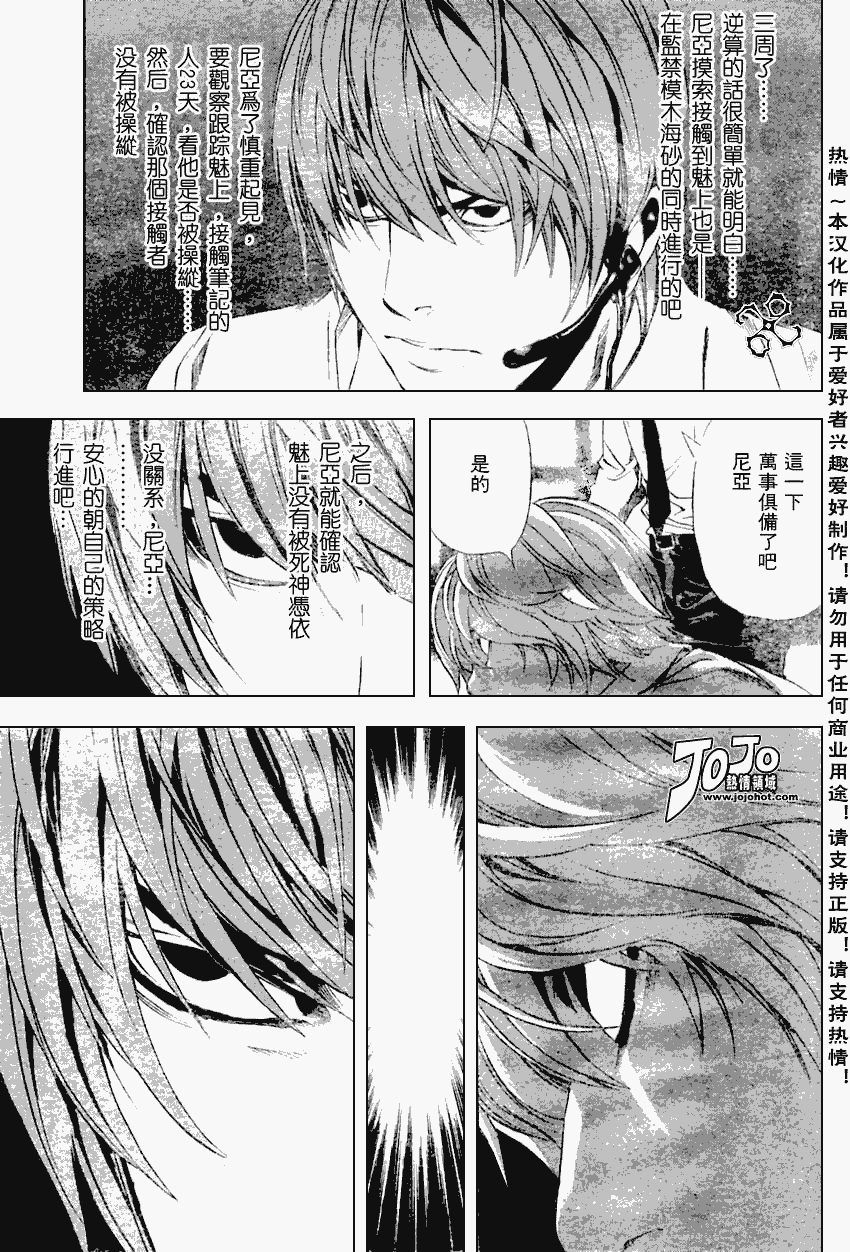 三周了……
逆算的話很簡單就能明白……
尼亞摸索接觸到魅上也是——
在監禁模木海砂的同時進行的吧
尼亞爲了慎重起見，
要觀察跟踪魅上，接觸筆記的
人23天，看他是否被操縱……
然后，確認那個接觸者
没有被操縱
這一下
萬事俱備了吧
尼亞
是的
之后，
尼亞就能確認
魅上没有被死神憑依
没關系，尼亞…
…………
安心的朝自己的策略
行進吧…
JOJO
熱情領域
www.jojohot.com
热情～本汉化作品属于爱好者兴趣爱好制作！请勿用于任何商业用途！请支持正版！请支持热情！